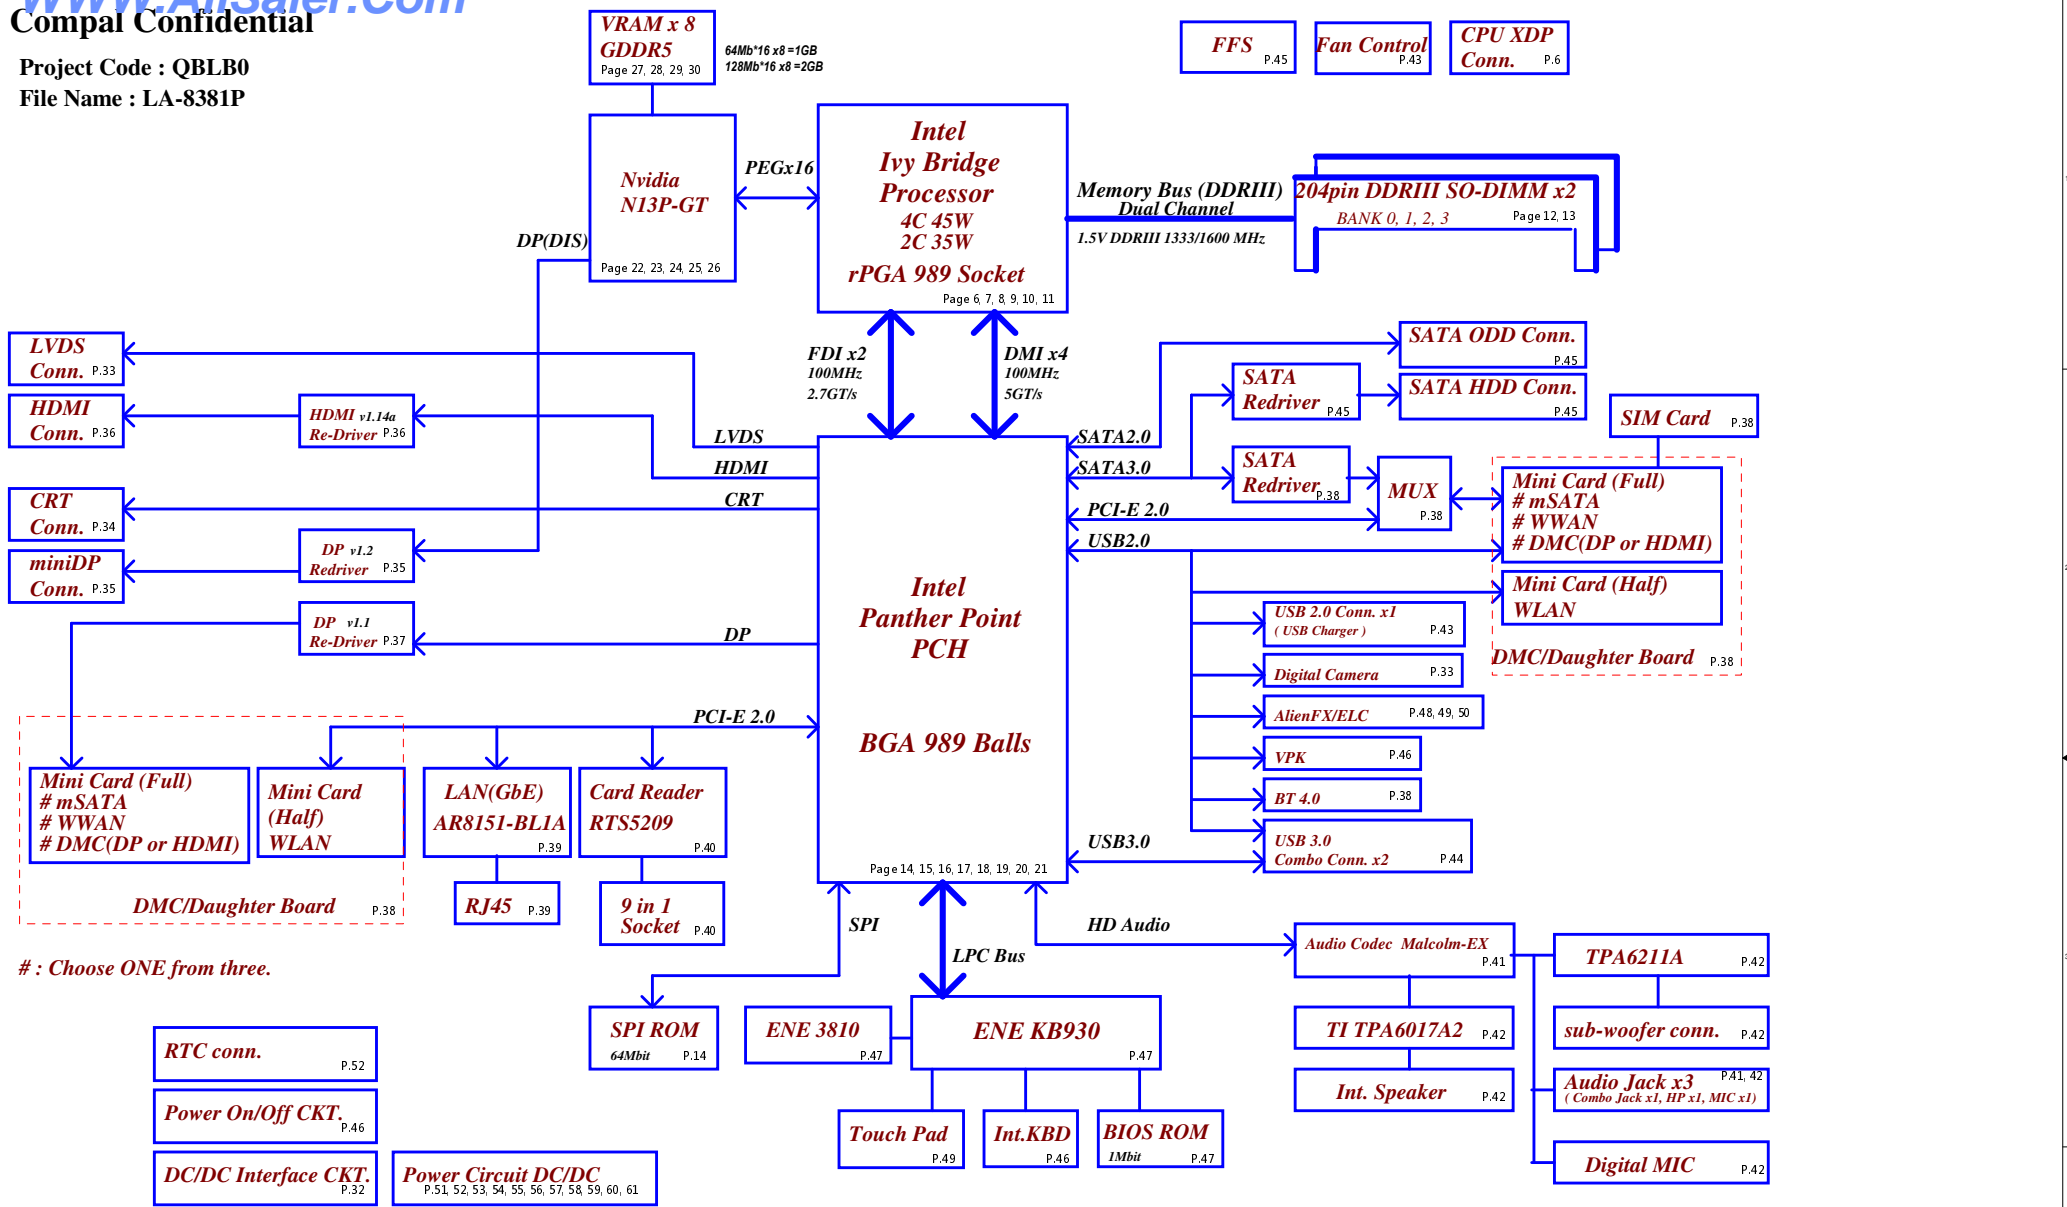 www.AliSaler.Com
Compal Confidential
Project Code : QBLB0
File Name : LA-8381P
VRAM x 8
GDDR5
Page 27, 28, 29, 30
64Mb*16 x8 =1GB
128Mb*16 x8 =2GB
FFS
P.45
Fan Control
P.43
CPU XDP
Conn.
P.6
Nvidia
N13P-GT
Page 22, 23, 24, 25, 26
PEGx16
DP(DIS)
Intel
Ivy Bridge
Processor
4C 45W
2C 35W
rPGA 989 Socket
Page 6, 7, 8, 9, 10, 11
Memory Bus (DDRIII)
Dual Channel
1.5V DDRIII 1333/1600 MHz
204pin DDRIII SO-DIMM x2
BANK 0, 1, 2, 3
Page 12, 13
FDI x2
100MHz
2.7GT/s
DMI x4
100MHz
5GT/s
LVDS
Conn. P.33
HDMI
Conn. P.36
HDMI v1.14a
Re-Driver P.36
CRT
Conn. P.34
miniDP
Conn. P.35
DP v1.2
Redriver P.35
DP v1.1
Re-Driver P.37
LVDS
HDMI
CRT
DP
PCI-E 2.0
Intel
Panther Point
PCH
BGA 989 Balls
Page 14, 15, 16, 17, 18, 19, 20, 21
SATA2.0
SATA3.0
PCI-E 2.0
USB2.0
USB3.0
SATA ODD Conn.
P.45
SATA
Redriver P.45
SATA HDD Conn.
P.45
SATA
Redriver P.38
MUX
P.38
SIM Card P.38
Mini Card (Full)
# mSATA
# WWAN
# DMC(DP or HDMI)
Mini Card (Half)
WLAN
DMC/Daughter Board P.38
USB 2.0 Conn. x1
( USB Charger ) P.43
Digital Camera P.33
AlienFX/ELC P.48, 49, 50
VPK P.46
BT 4.0 P.38
USB 3.0
Combo Conn. x2 P.44
Mini Card (Full)
# mSATA
# WWAN
# DMC(DP or HDMI)
Mini Card
(Half)
WLAN
DMC/Daughter Board P.38
LAN(GbE)
AR8151-BL1A
P.39
RJ45 P.39
Card Reader
RTS5209
P.40
9 in 1
Socket P.40
# : Choose ONE from three.
SPI
LPC Bus
HD Audio
SPI ROM
64Mbit P.14
ENE 3810
P.47
ENE KB930
P.47
Touch Pad
P.49
Int.KBD
P.46
BIOS ROM
1Mbit P.47
Audio Codec Malcolm-EX
P.41
TI TPA6017A2 P.42
Int. Speaker P.42
TPA6211A P.42
sub-woofer conn. P.42
Audio Jack x3 P.41, 42
( Combo Jack x1, HP x1, MIC x1)
Digital MIC P.42
RTC conn.
P.52
Power On/Off CKT.
P.46
DC/DC Interface CKT.
P.32
Power Circuit DC/DC
P.51, 52, 53, 54, 55, 56, 57, 58, 59, 60, 61